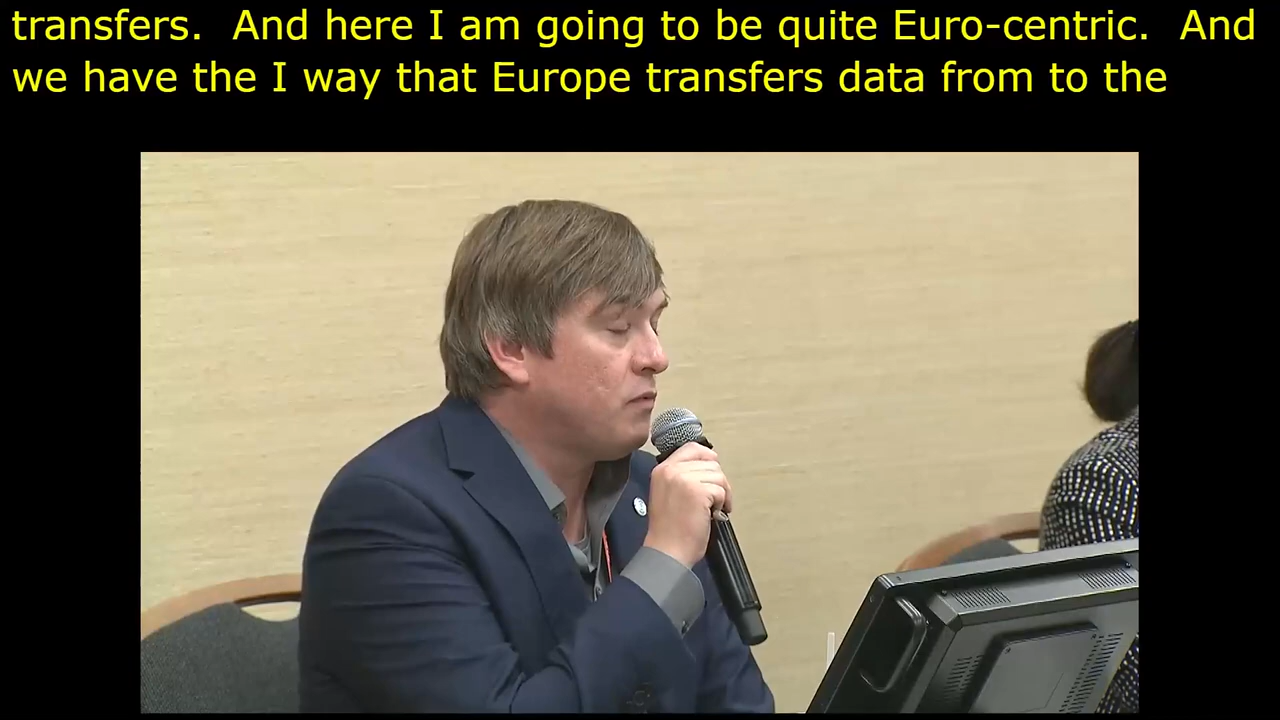 transfers.  And here I am going to be quite Euro-centric.  And
we have the I way that Europe transfers data from to the